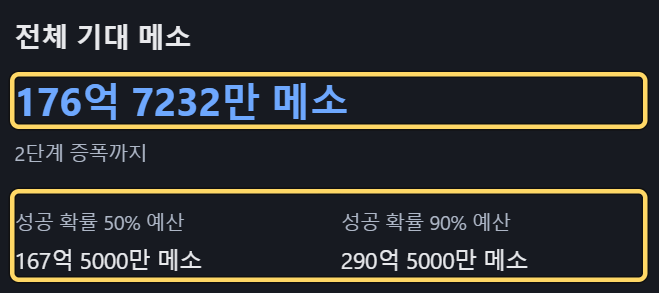 전체 기대 메소
176억 7232만 메소
2단계 증폭까지
성공 확률 50% 예산 성공 확률 90% 예산
167억 5000만 메소 290억 5000만 메소